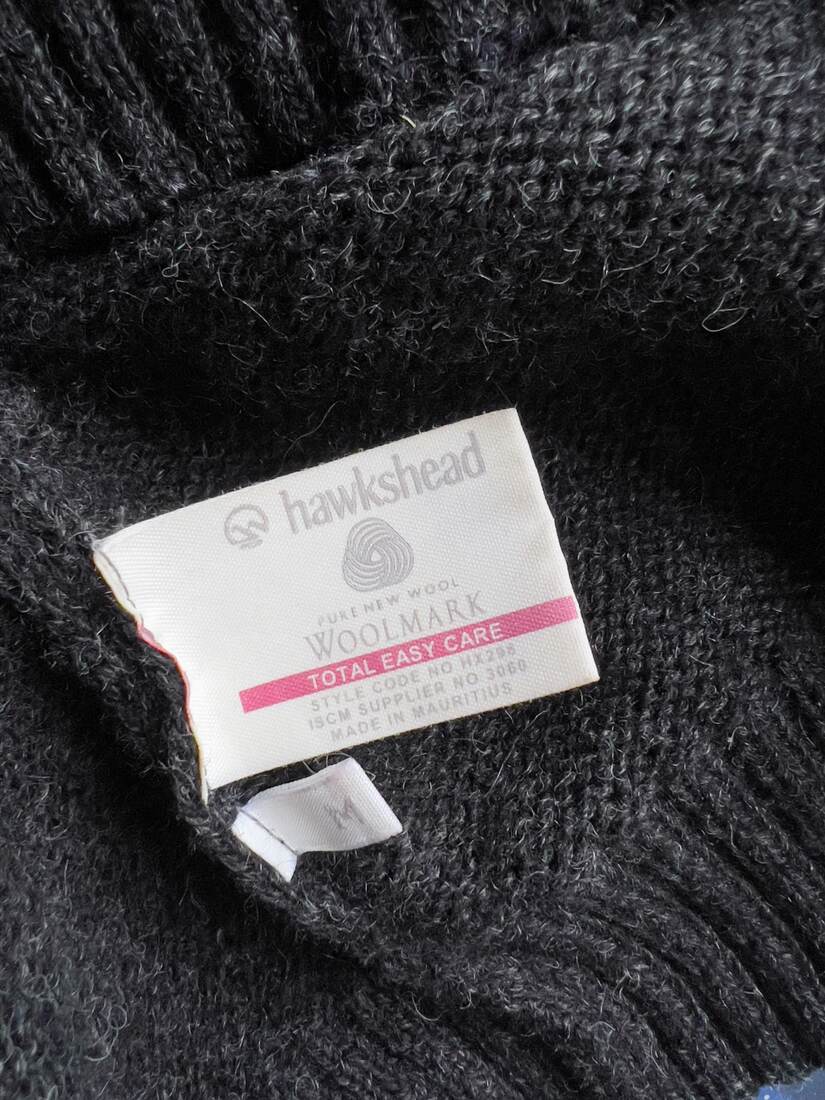 hawkshead
PURE NEW WOOL
WOOLMARK
TOTAL EASY CARE
STYLE CODE NO HX298
ISCM SUPPLIER NO 3060
MADE IN MAURITIUS
M